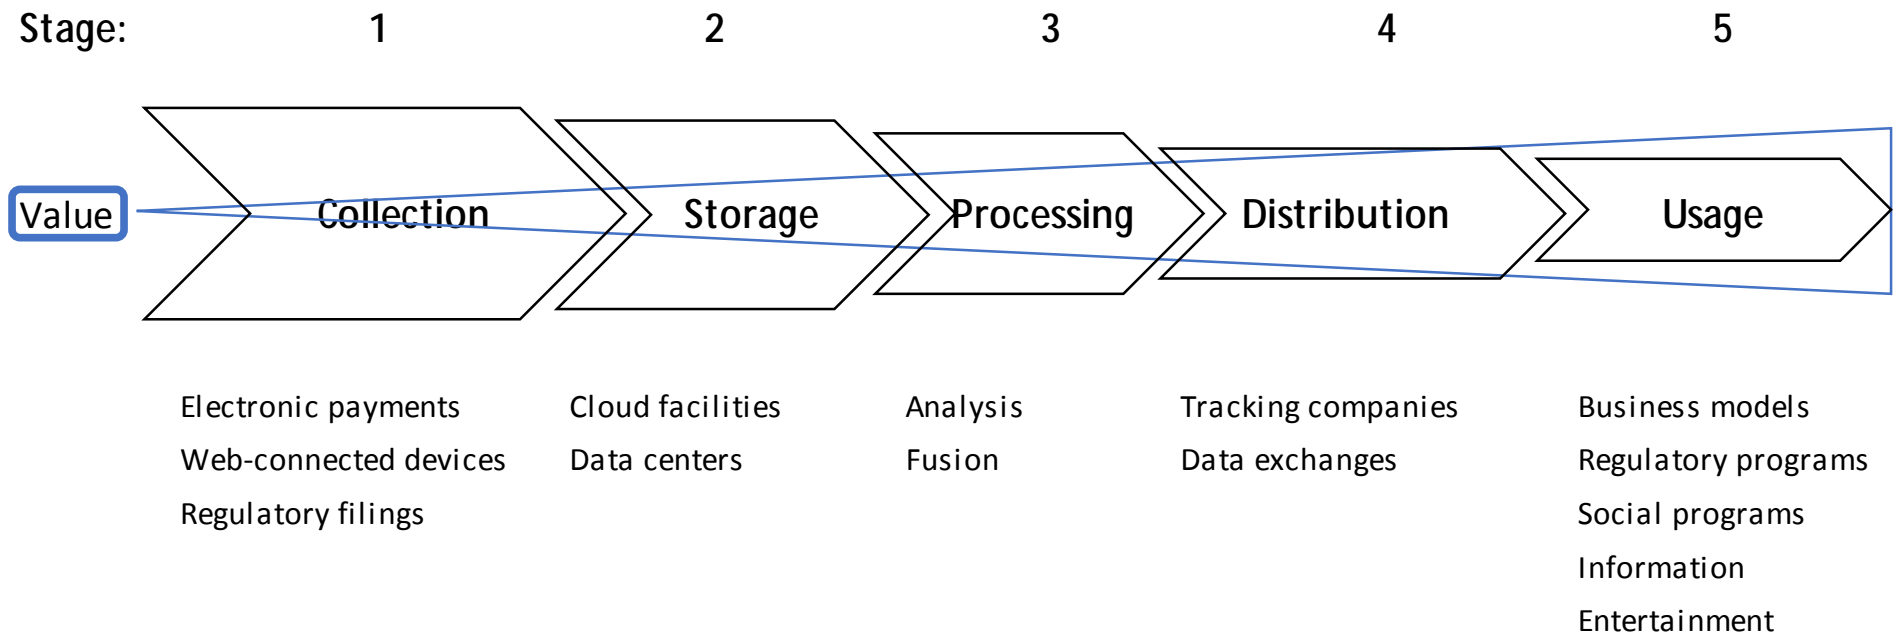 Stage: 1 2 3 4 5
Value Collection Storage Processing Distribution Usage
Electronic payments Cloud facilities Analysis Tracking companies Business models
Web-connected devices Data centers Fusion Data exchanges Regulatory programs
Regulatory filings Social programs
Information
Entertainment